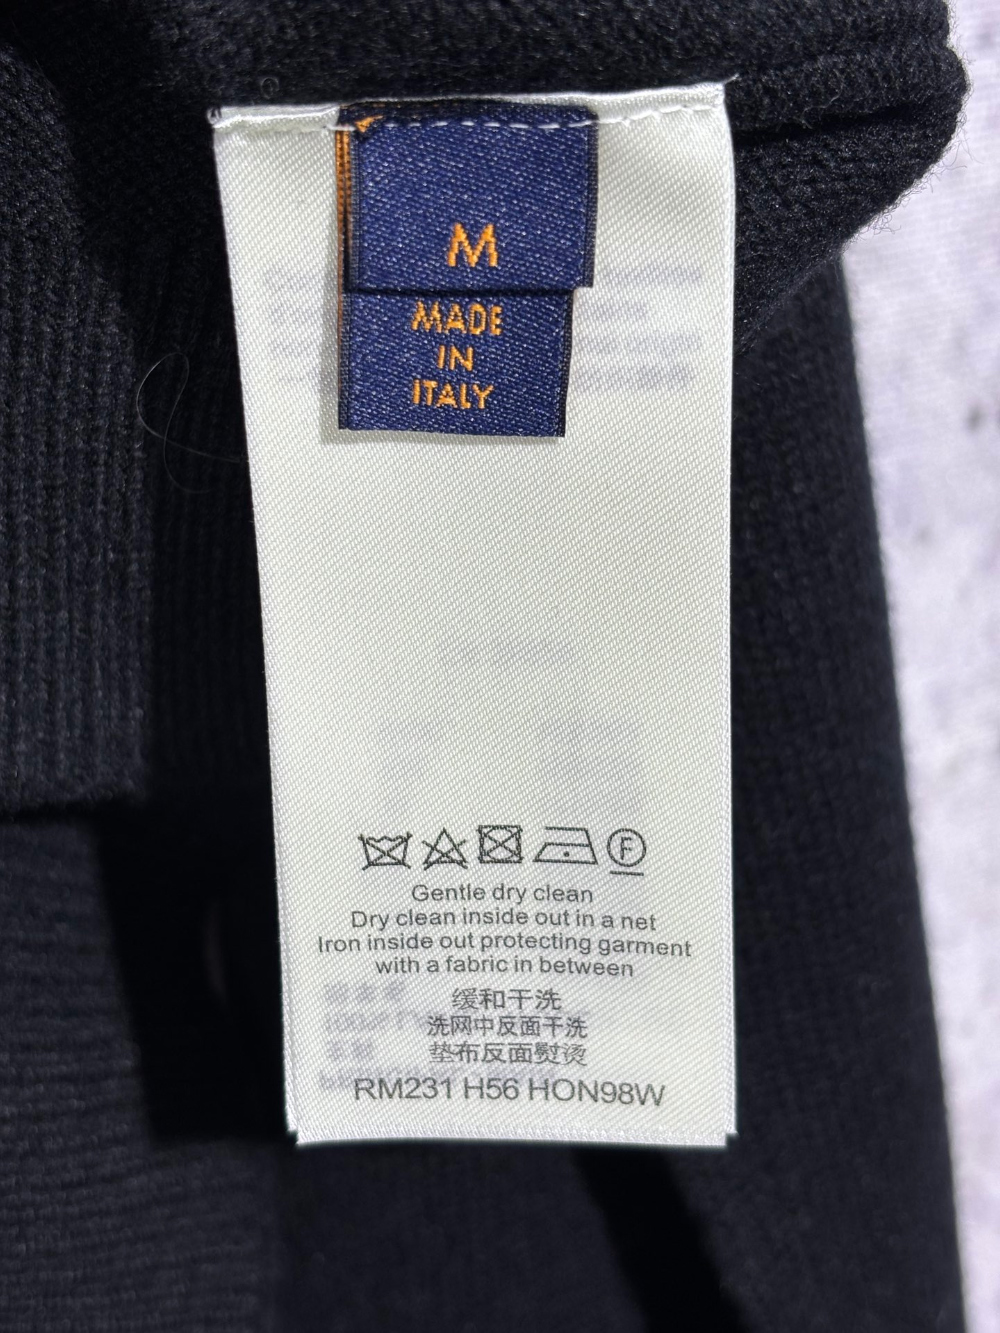 M
MADE
IN
ITALY
F
Gentle dry clean
Dry clean inside out in a net
Iron inside out protecting garment
with a fabric in between
缓和干洗
洗网中反面干洗
垫布反面熨烫
RM231 H56 HON98W